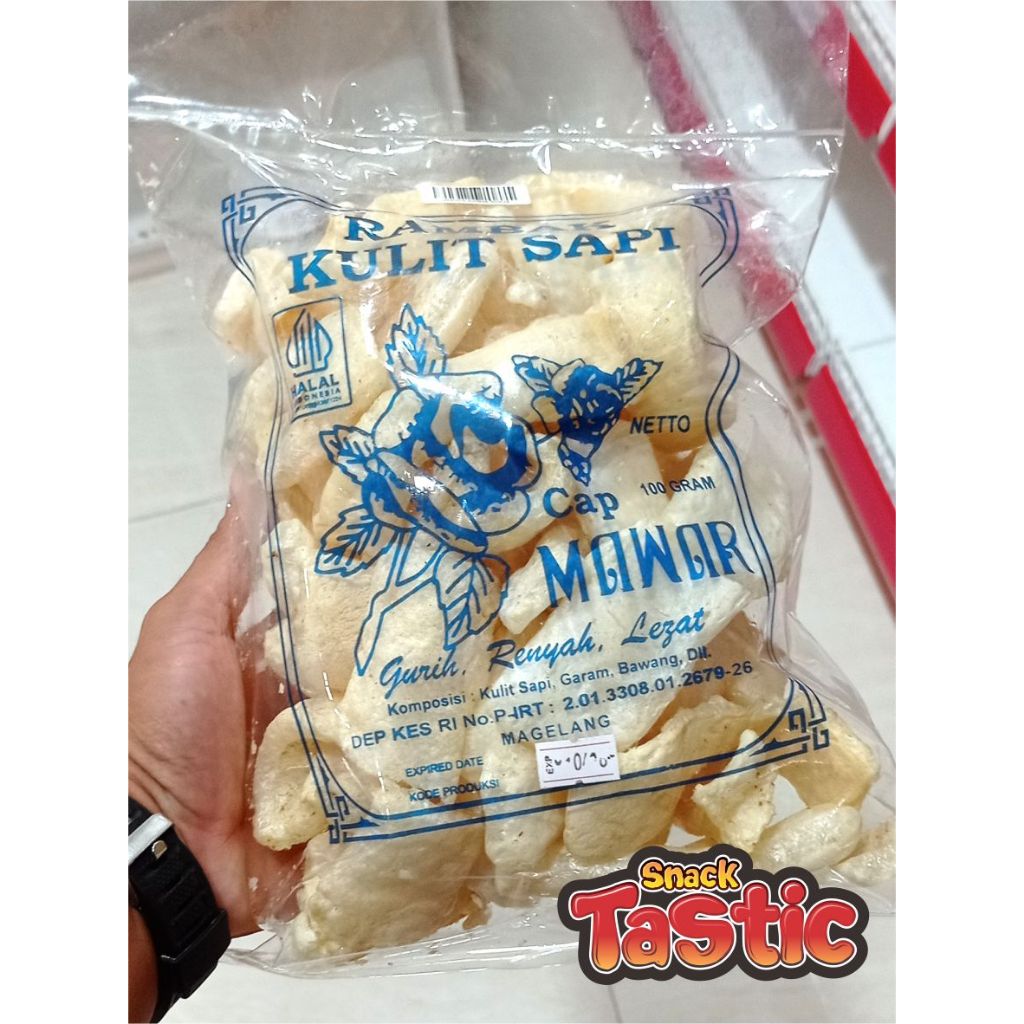 RAMBAK
KULIT SAPI
HALAL
INDONESIA
NETTO
100 GRAM
Cap
MAWAR
Gurih, Renyah, Lezat
Komposisi : Kulit Sapi, Garam, Bawang, Dll.
DEP KES RI No.P-IRT : 2.01.3308.01.2679-26
MAGELANG
EXPIRED DATE
KODE PRODUKSI
EXP
Snack
Tastic